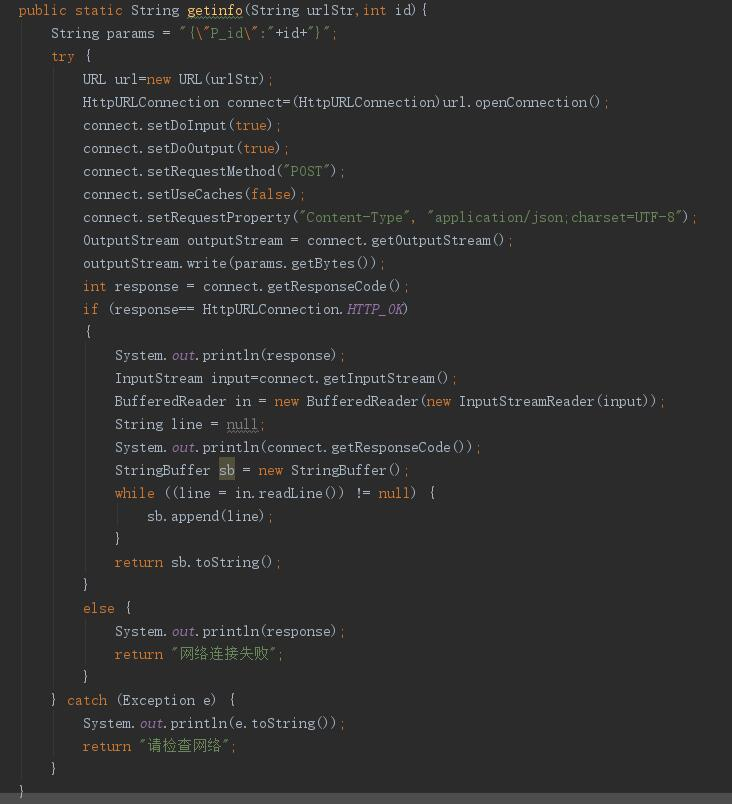 public static String getinfo(String urlStr,int id){
String params = "{\"P_id\":"+id+"}";
try {
URL url=new URL(urlStr);
HttpURLConnection connect=(HttpURLConnection)url.openConnection();
connect.setDoInput(true);
connect.setDoOutput(true);
connect.setRequestMethod("POST");
connect.setUseCaches(false);
connect.setRequestProperty("Content-Type", "application/json;charset=UTF-8");
OutputStream outputStream = connect.getOutputStream();
outputStream.write(params.getBytes());
int response = connect.getResponseCode();
if (response== HttpURLConnection.HTTP_OK)
{
System.out.println(response);
InputStream input=connect.getInputStream();
BufferedReader in = new BufferedReader(new InputStreamReader(input));
String line = null;
System.out.println(connect.getResponseCode());
StringBuffer sb = new StringBuffer();
while ((line = in.readLine()) != null) {
sb.append(line);
}
return sb.toString();
}
else {
System.out.println(response);
return "网络连接失败";
}
} catch (Exception e) {
System.out.println(e.toString());
return "请检查网络";
}
}